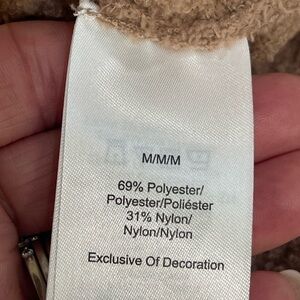 M/M/M
69% Polyester/
Polyester/Poliéster
31% Nylon/
Nylon/Nylon
Exclusive Of Decoration